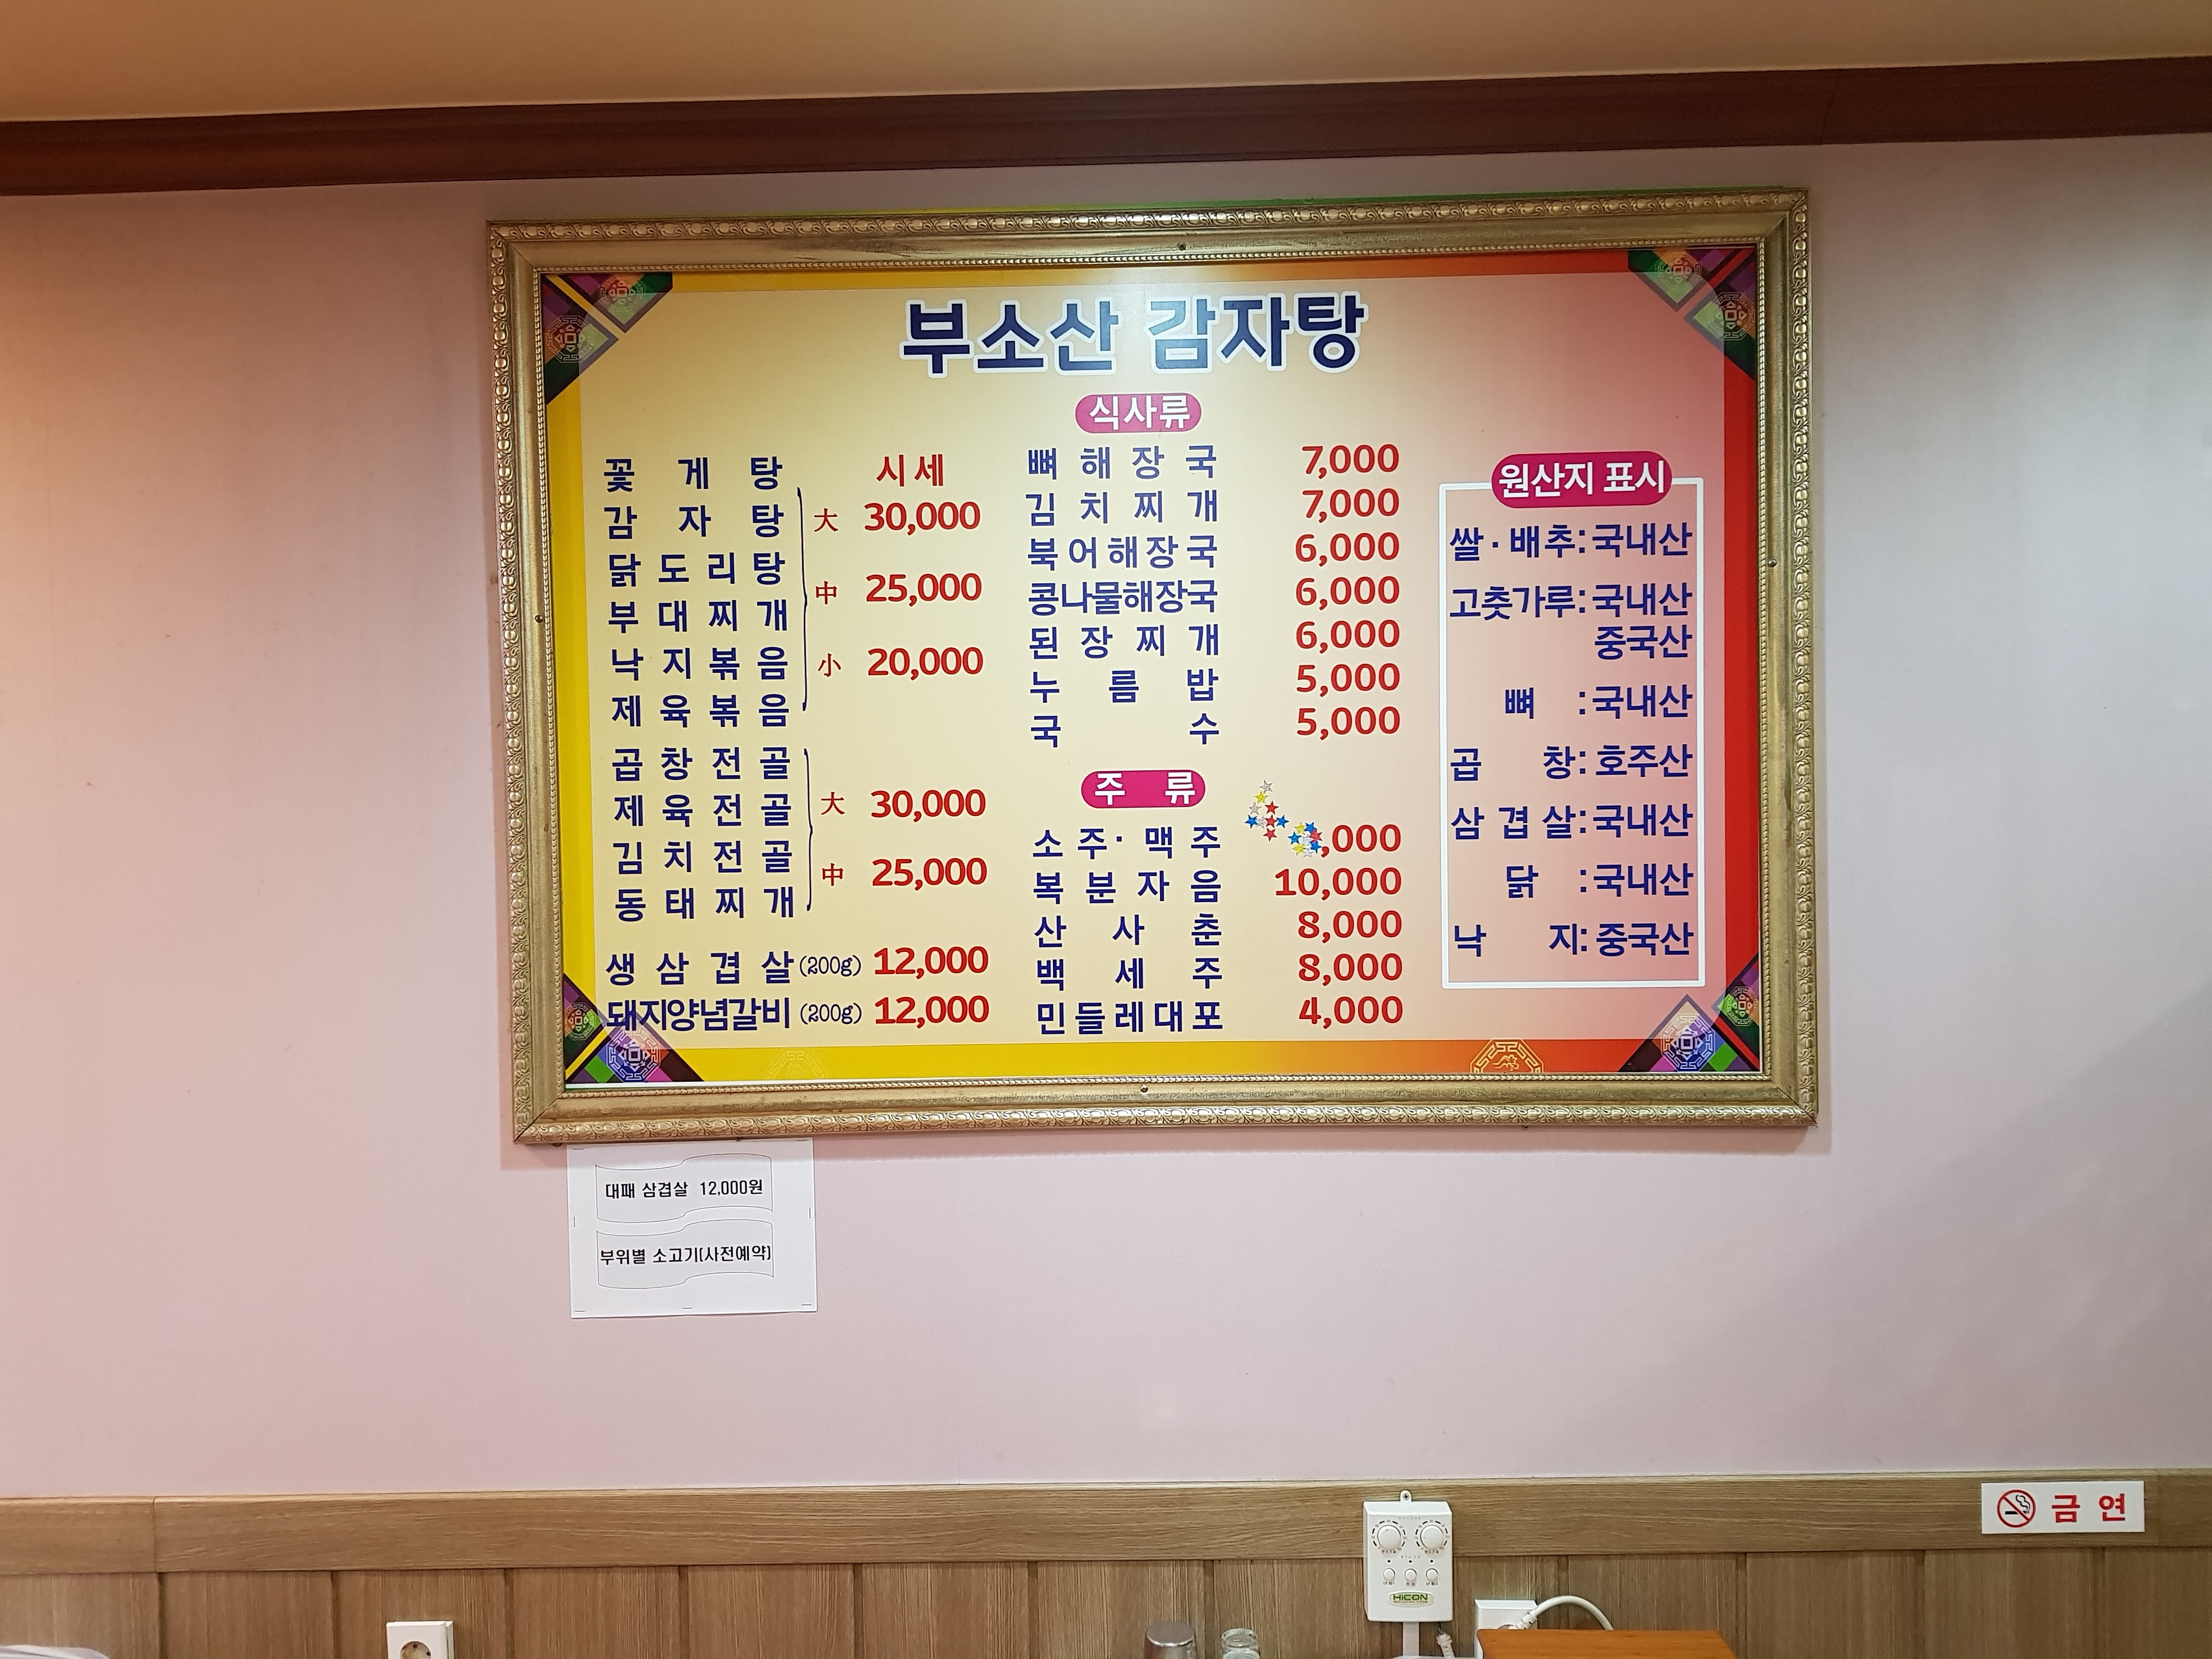 부소산 감자탕
꽃게탕 시세
감자탕 大 30,000
닭도리탕
부대찌개 中 25,000
낙지볶음 小 20,000
제육볶음
곱창전골
제육전골 大 30,000
김치전골
동태찌개 中 25,000
생삼겹살(200g) 12,000
돼지양념갈비(200g) 12,000
식사류
뼈해장국 7,000
김치찌개 7,000
북어해장국 6,000
콩나물해장국 6,000
된장찌개 6,000
누룸밥 5,000
국수 5,000
주류
소주·맥주 ,000
복분자음 10,000
산사춘 8,000
백세주 8,000
민들레대포 4,000
원산지 표시
쌀·배추:국내산
고춧가루:국내산
중국산
뼈:국내산
곱창:호주산
삼겹살:국내산
닭:국내산
낙지:중국산
대패 삼겹살 12,000원
부위별 소고기(사전예약)
금연
HiCON